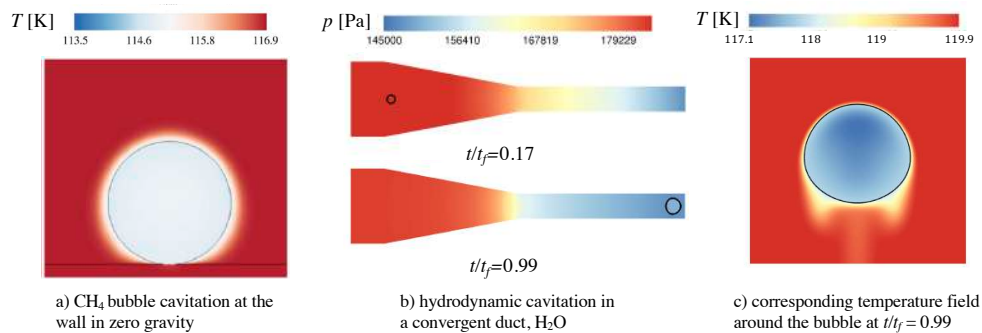 T [K]
113.5 114.6 115.8 116.9
a) CH4 bubble cavitation at the
wall in zero gravity
p [Pa]
145000 156410 167819 179229
t/tf=0.17
t/tf=0.99
b) hydrodynamic cavitation in
a convergent duct, H2O
T [K]
117.1 118 119 119.9
c) corresponding temperature field
around the bubble at t/tf = 0.99